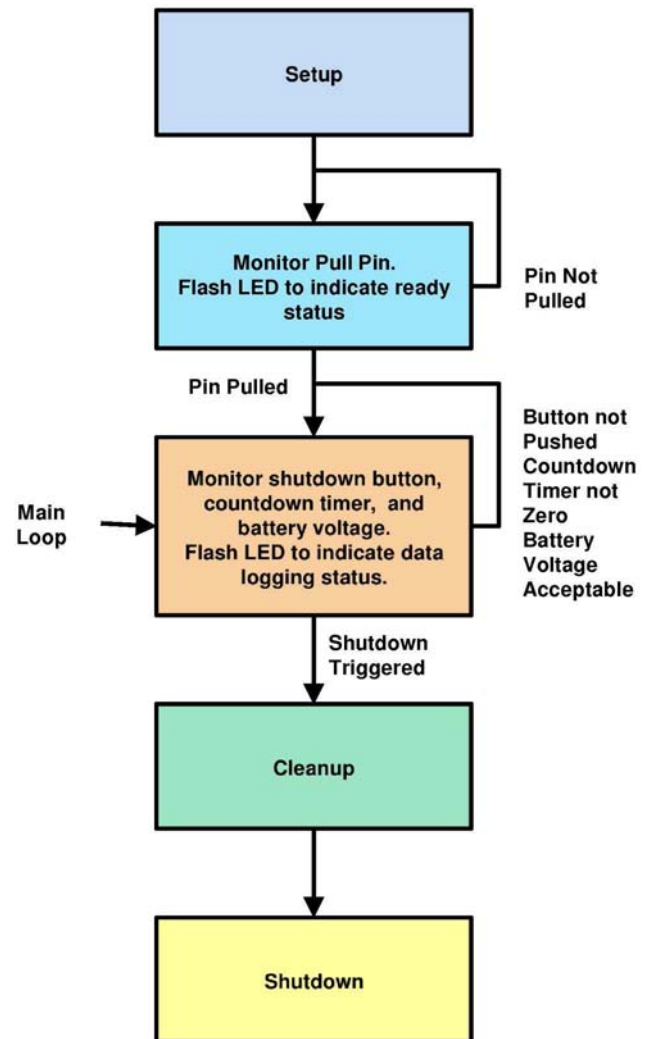 Setup
Monitor Pull Pin.
Flash LED to indicate ready
status
Pin Not
Pulled
Pin Pulled
Button not
Pushed
Countdown
Timer not
Zero
Battery
Voltage
Acceptable
Main
Loop
Monitor shutdown button,
countdown timer, and
battery voltage.
Flash LED to indicate data
logging status.
Shutdown
Triggered
Cleanup
Shutdown